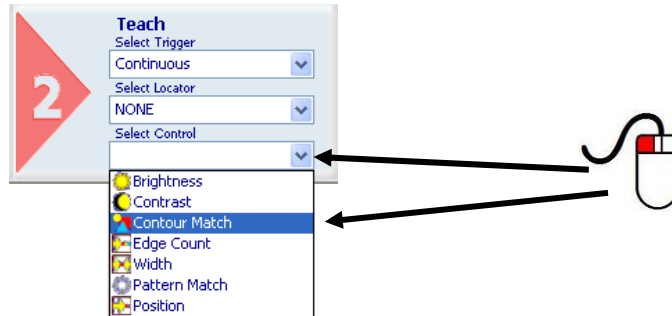 2
Teach
Select Trigger
Continuous
Select Locator
NONE
Select Control
Brightness
Contrast
Contour Match
Edge Count
Width
Pattern Match
Position